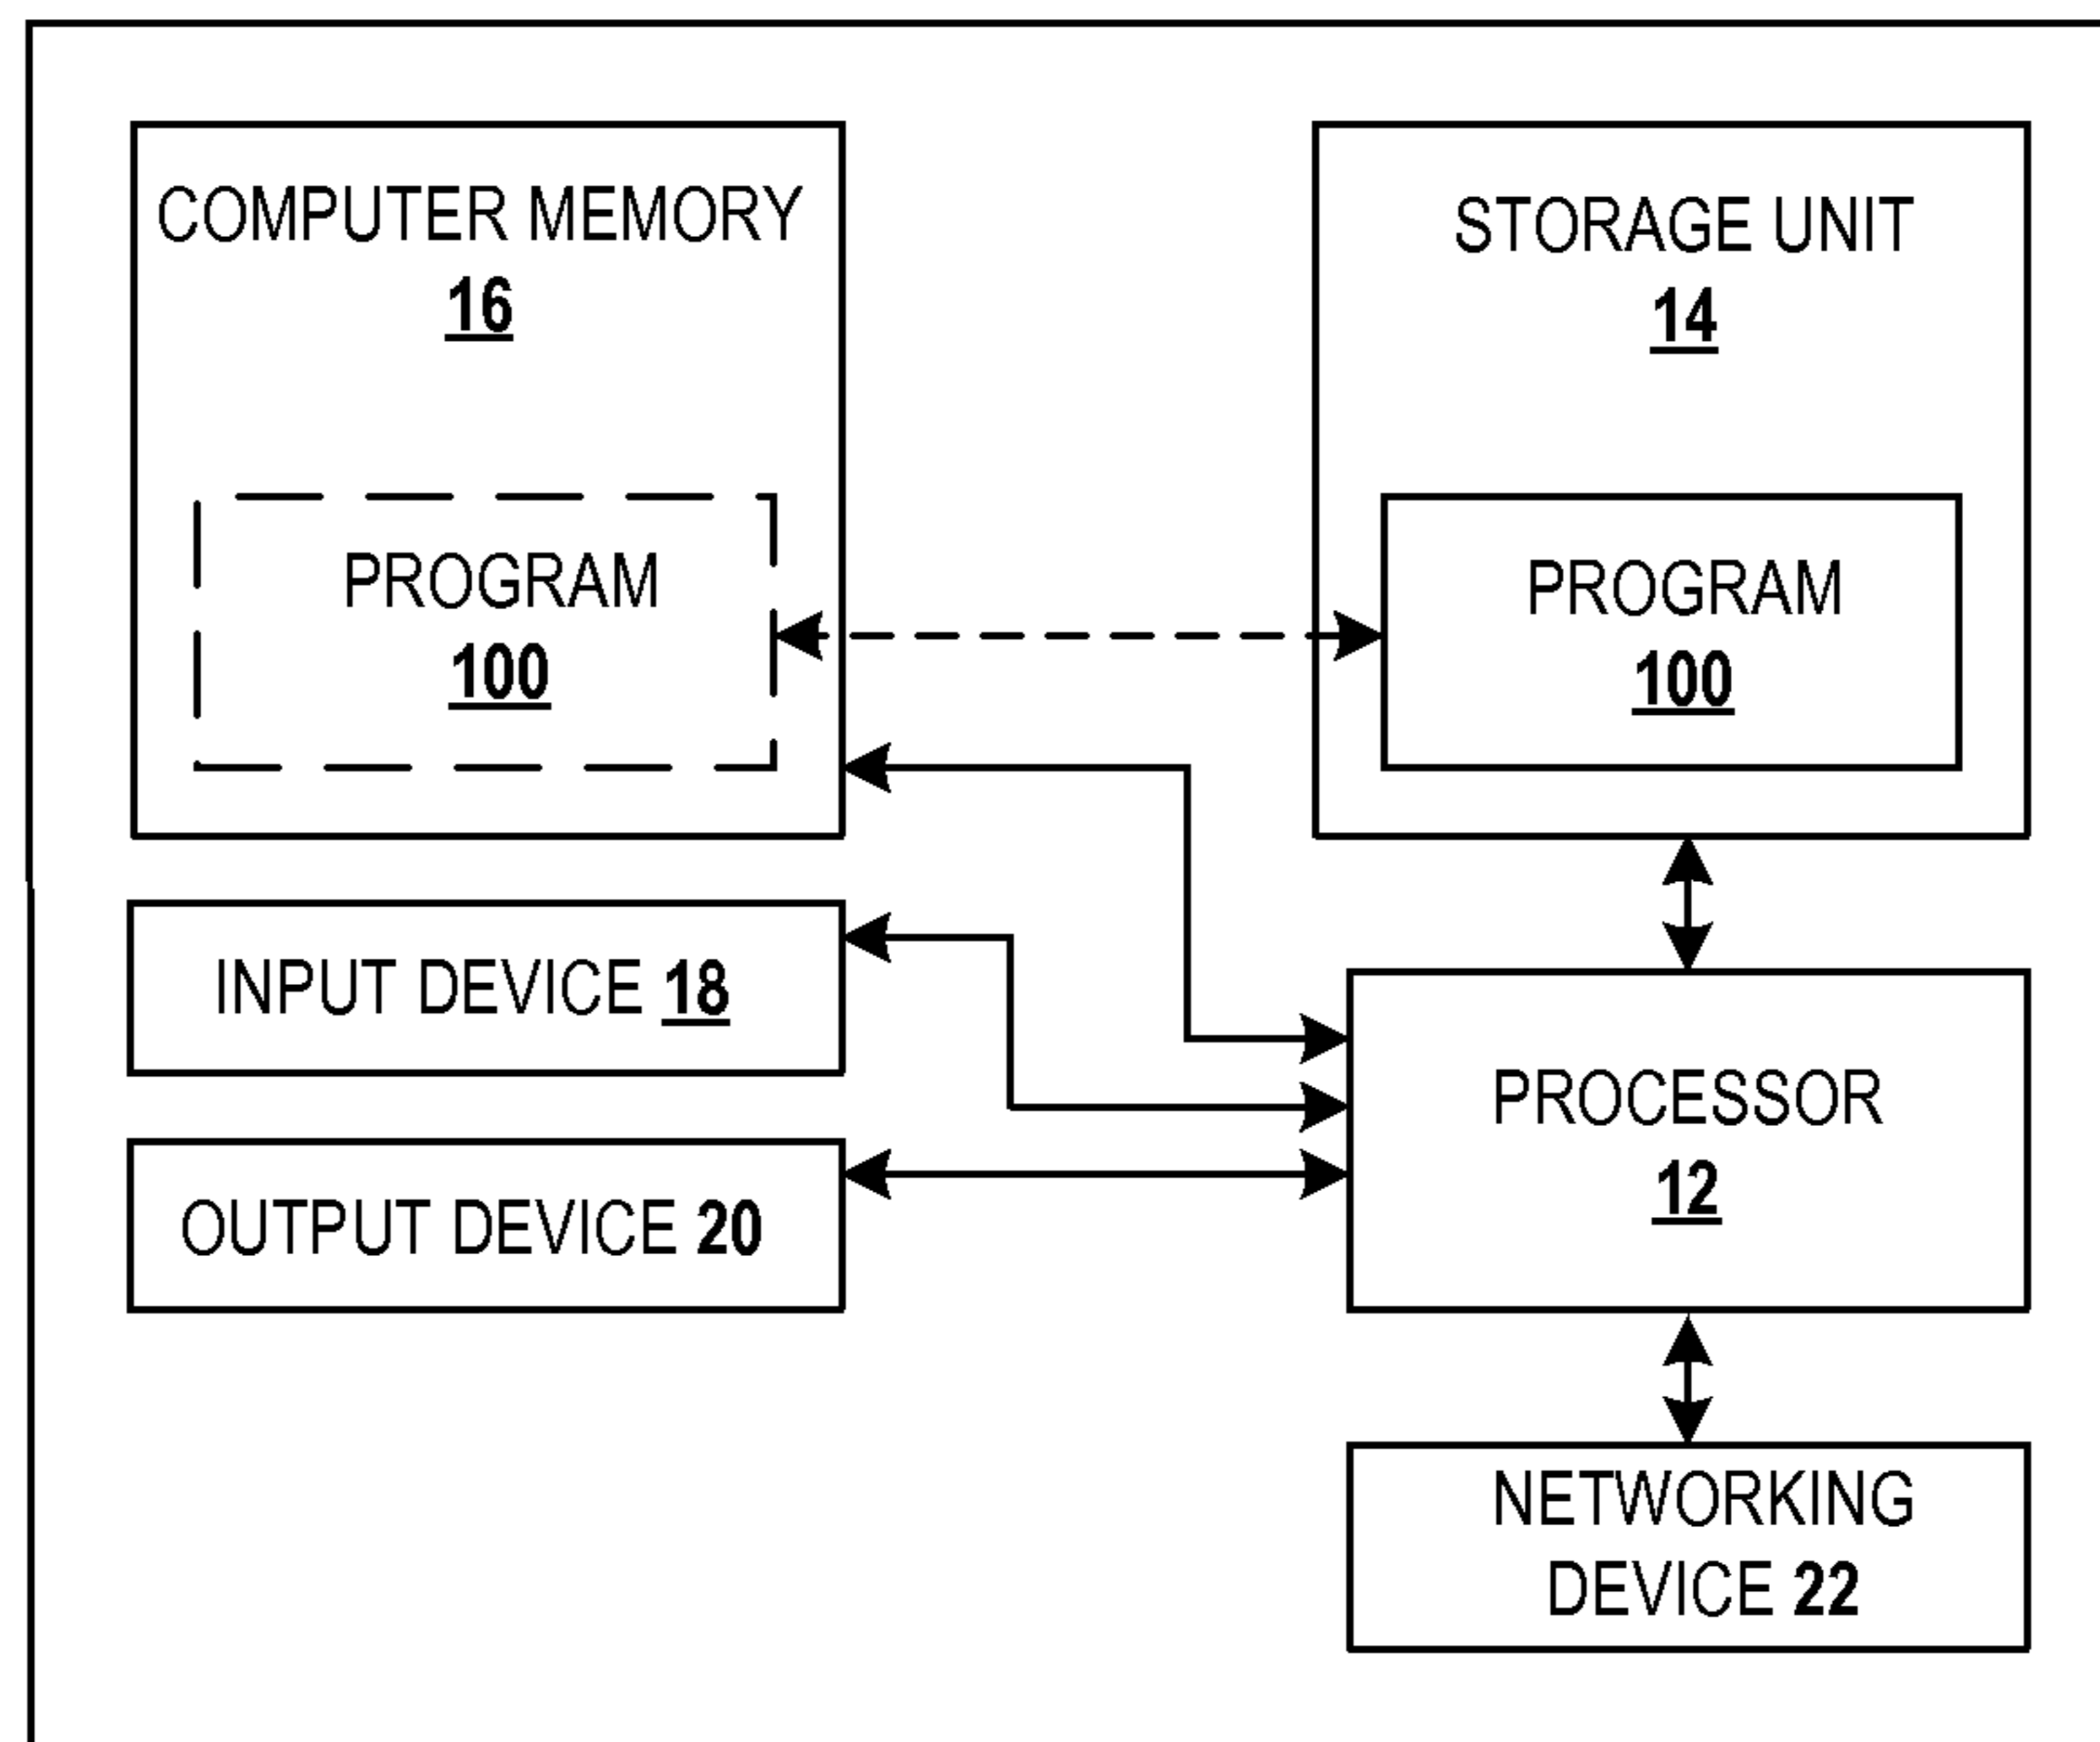 COMPUTER MEMORY
16
PROGRAM
100
STORAGE UNIT
14
PROGRAM
100
INPUT DEVICE 18
OUTPUT DEVICE 20
PROCESSOR
12
NETWORKING
DEVICE 22